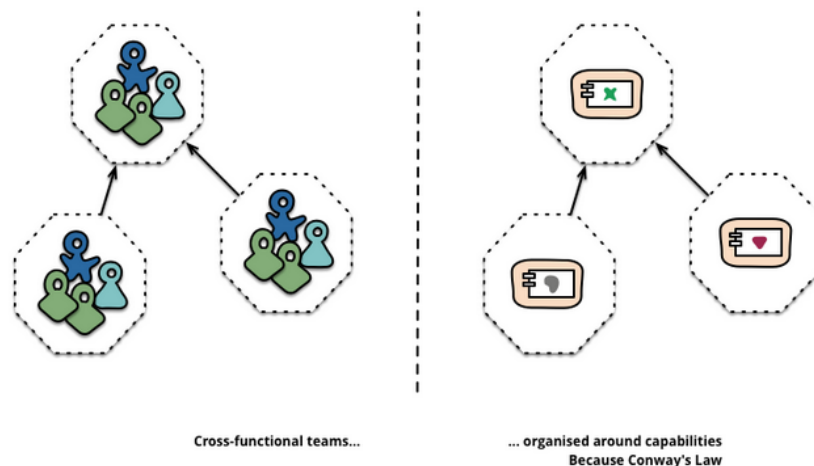 Cross-functional teams...
... organised around capabilities
Because Conway's Law